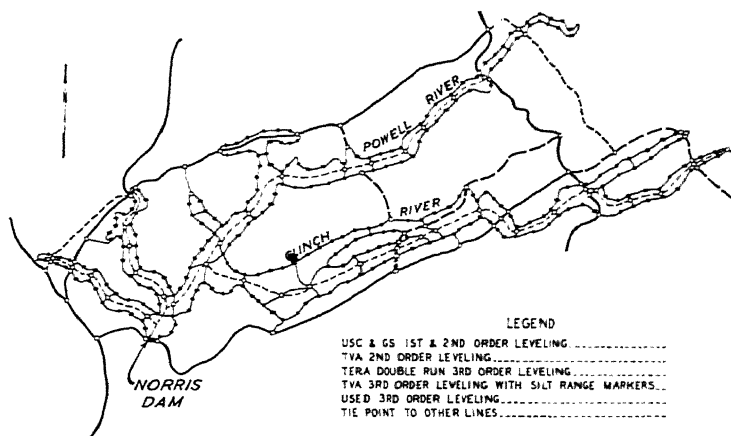 POWELL
RIVER
CLINCH
RIVER
NORRIS
DAM
LEGEND
USC & GS 1ST & 2ND ORDER LEVELING
TVA 2ND ORDER LEVELING
TERA DOUBLE RUN 3RD ORDER LEVELING
TVA 3RD ORDER LEVELING WITH SILT RANGE MARKERS
USED 3RD ORDER LEVELING
TIE POINT TO OTHER LINES